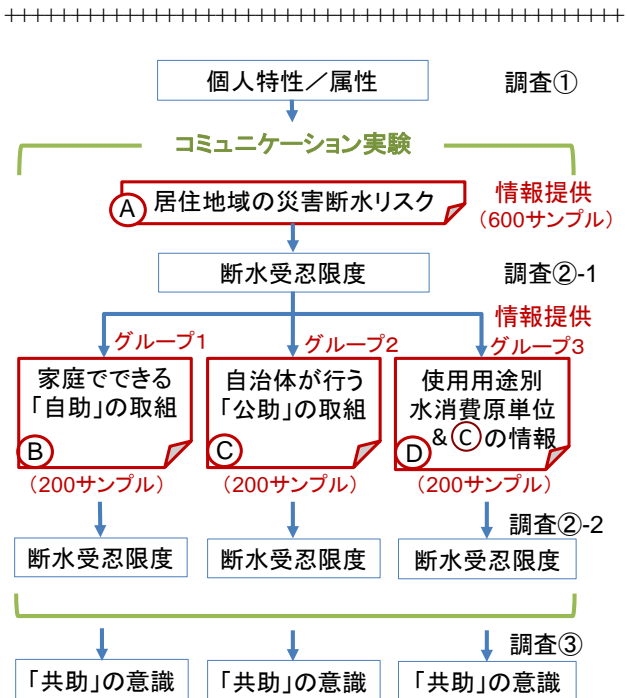 個人特性／属性
調査①
コミュニケーション実験
A 居住地域の災害断水リスク
情報提供
（600サンプル）
断水受忍限度
調査②-1
情報提供
グループ1
グループ2
グループ3
家庭でできる
「自助」の取組
B
（200サンプル）
自治体が行う
「公助」の取組
C
（200サンプル）
使用用途別
水消費原単位
&Ⓒの情報
D
（200サンプル）
調査②-2
断水受忍限度
断水受忍限度
断水受忍限度
調査③
「共助」の意識
「共助」の意識
「共助」の意識